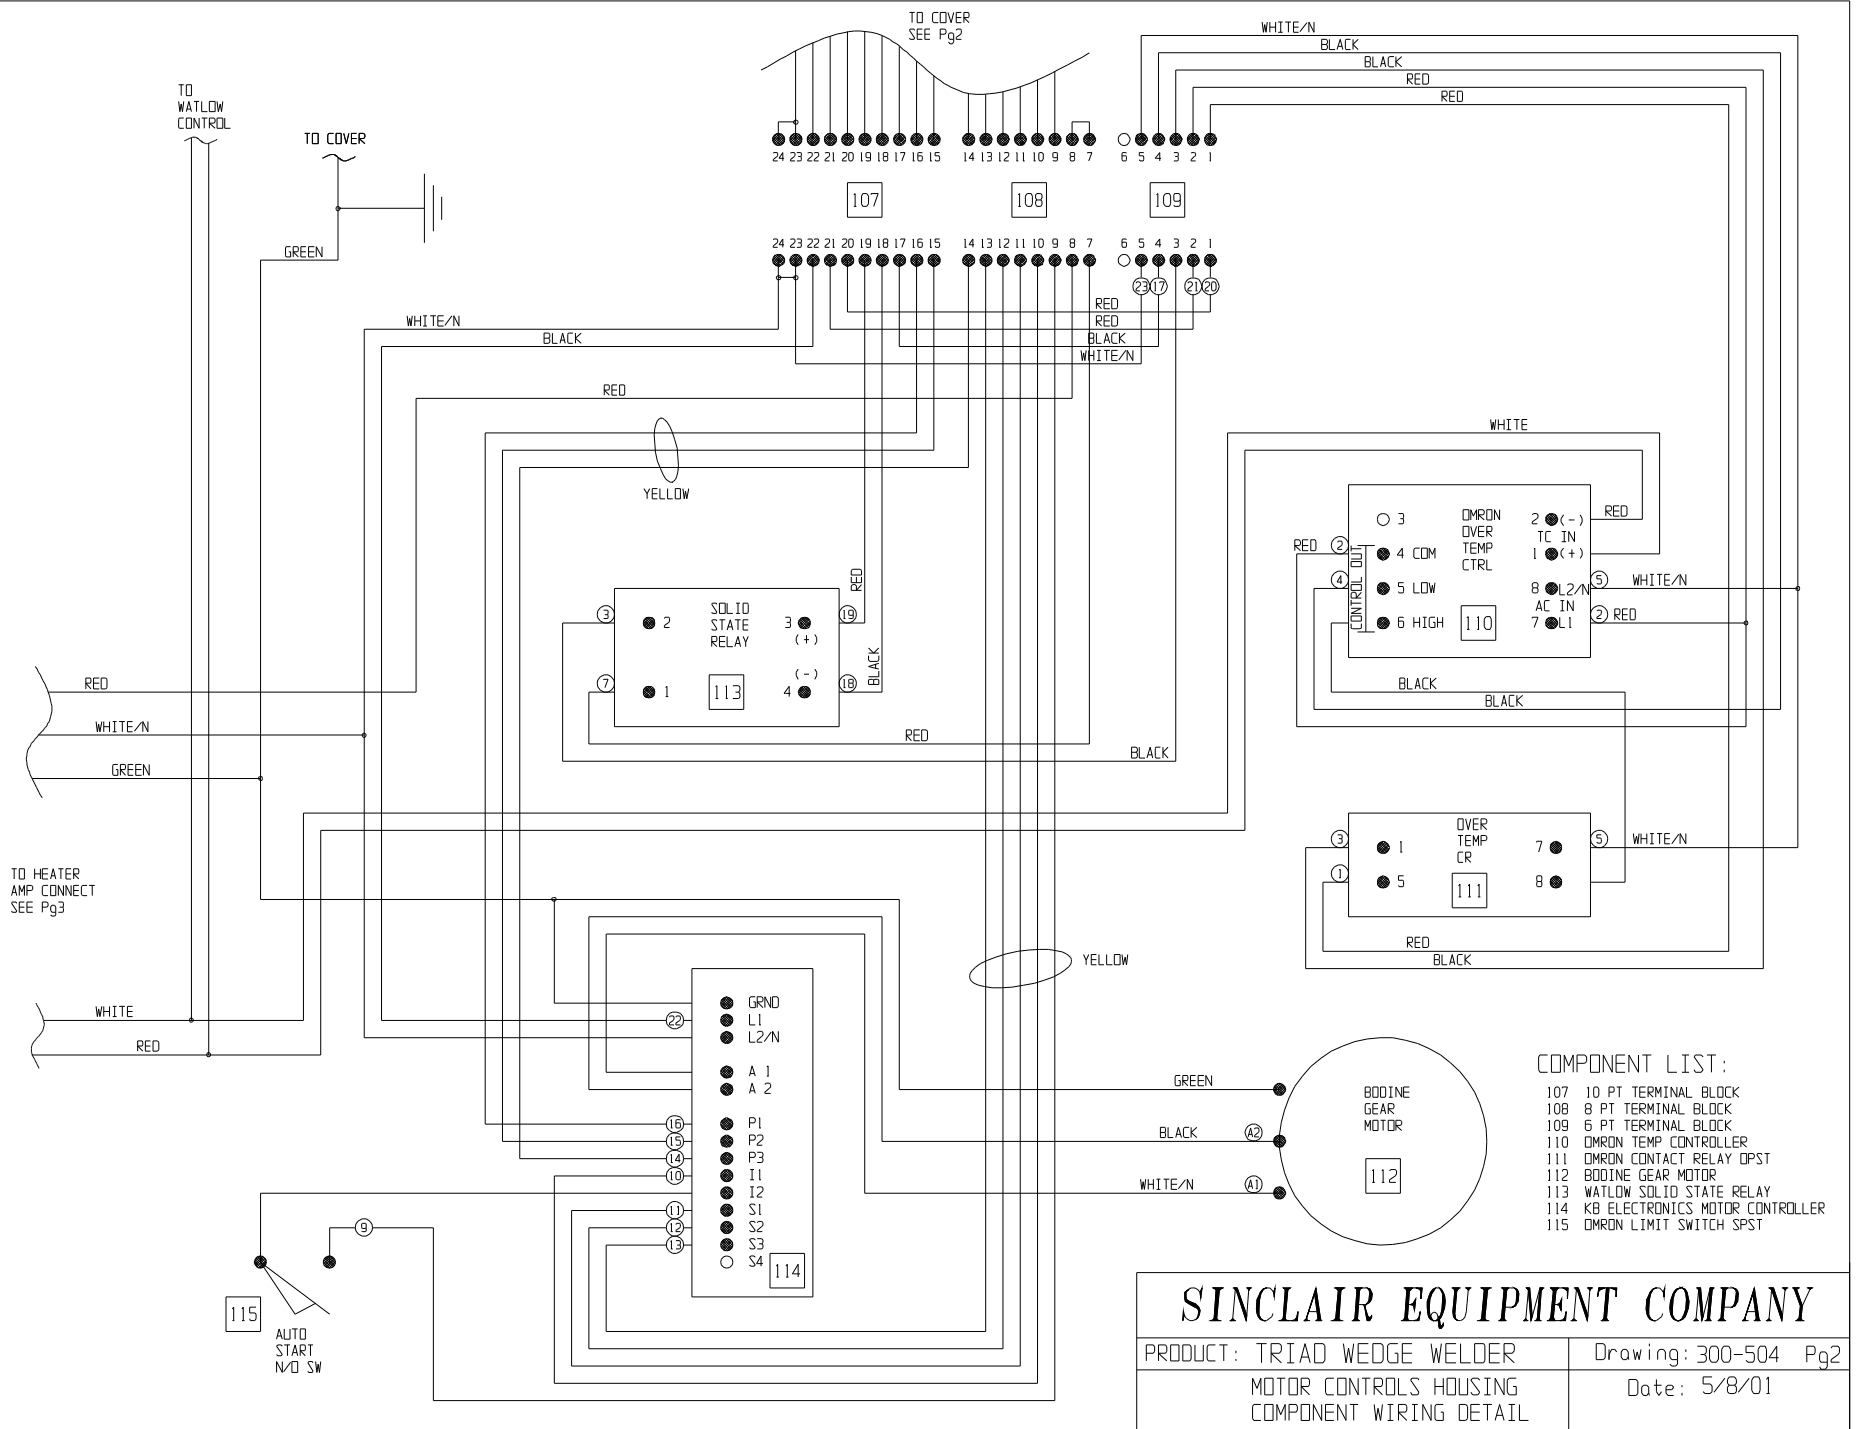 TO COVER
SEE Pg2
WHITE/N
BLACK
BLACK
RED
RED
TO
WATLOW
CONTROL
TO COVER
24 23 22 21 20 19 18 17 16 15 14 13 12 11 10 9 8 7 6 5 4 3 2 1
107
108
109
GREEN
24 23 22 21 20 19 18 17 16 15 14 13 12 11 10 9 8 7 6 5 4 3 2 1
23 17 21 20
RED
WHITE/N
RED
BLACK
BLACK
WHITE/N
RED
WHITE
YELLOW
OMRON
OVER
TEMP
CTRL
3
4 COM
5 LOW
6 HIGH
CONTROL OUT
2 (-)
TC IN
1 (+)
8 L2/N
AC IN
7 L1
110
RED
RED
2
4
5
WHITE/N
2
RED
BLACK
BLACK
RED
BLACK
SOLID
STATE
RELAY
3
2
3
(+)
19
7
1
113
(-)
4
18
RED
BLACK
RED
WHITE/N
GREEN
OVER
TEMP
CR
3
1
7
5
WHITE/N
1
5
8
111
RED
BLACK
TO HEATER
AMP CONNECT
SEE Pg3
YELLOW
WHITE
RED
GRND
22
L1
L2/N
A 1
A 2
16
P1
15
P2
14
P3
10
I1
I2
11
S1
12
S2
13
S3
S4
114
9
115
AUTO
START
N/O SW
GREEN
BLACK
A2
WHITE/N
A1
BODINE
GEAR
MOTOR
112
COMPONENT LIST:
107 10 PT TERMINAL BLOCK
108 8 PT TERMINAL BLOCK
109 6 PT TERMINAL BLOCK
110 OMRON TEMP CONTROLLER
111 OMRON CONTACT RELAY DPST
112 BODINE GEAR MOTOR
113 WATLOW SOLID STATE RELAY
114 KB ELECTRONICS MOTOR CONTROLLER
115 OMRON LIMIT SWITCH SPST
SINCLAIR EQUIPMENT COMPANY
PRODUCT: TRIAD WEDGE WELDER
Drawing: 300-504 Pg2
MOTOR CONTROLS HOUSING
COMPONENT WIRING DETAIL
Date: 5/8/01